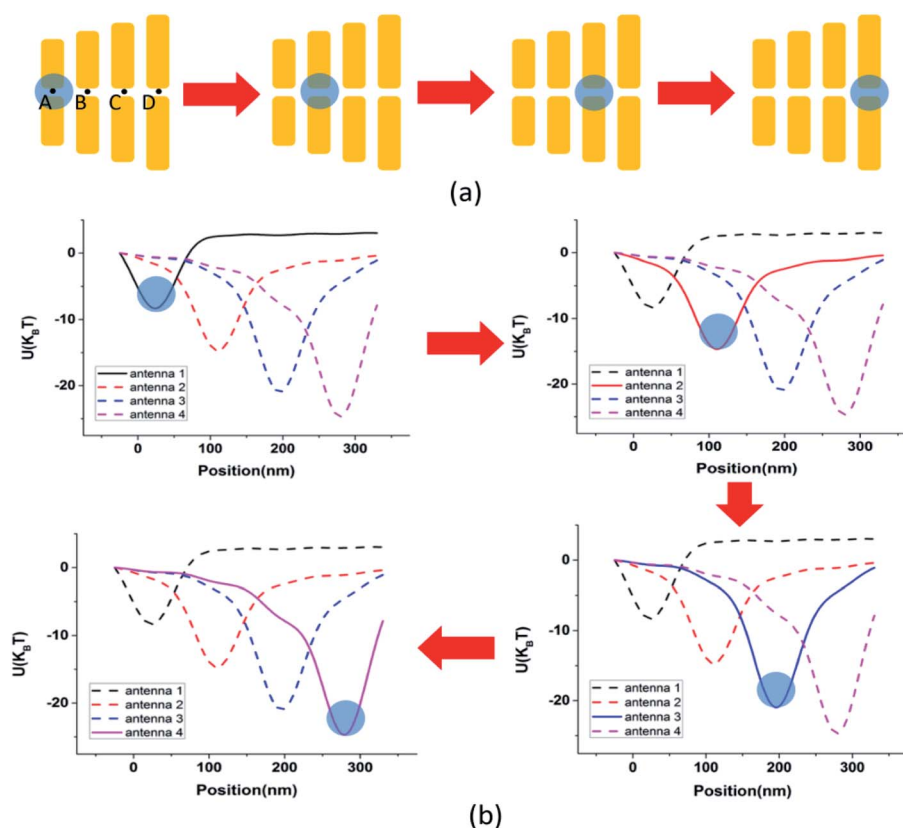 A B C D
(a)
0
-10
-20
U(K_BT)
antenna 1
antenna 2
antenna 3
antenna 4
0 100 200 300
Position(nm)
0
-10
-20
U(K_BT)
antenna 1
antenna 2
antenna 3
antenna 4
0 100 200 300
Position(nm)
0
-10
-20
U(K_BT)
antenna 1
antenna 2
antenna 3
antenna 4
0 100 200 300
Position(nm)
0
-10
-20
U(K_BT)
antenna 1
antenna 2
antenna 3
antenna 4
0 100 200 300
Position(nm)
(b)